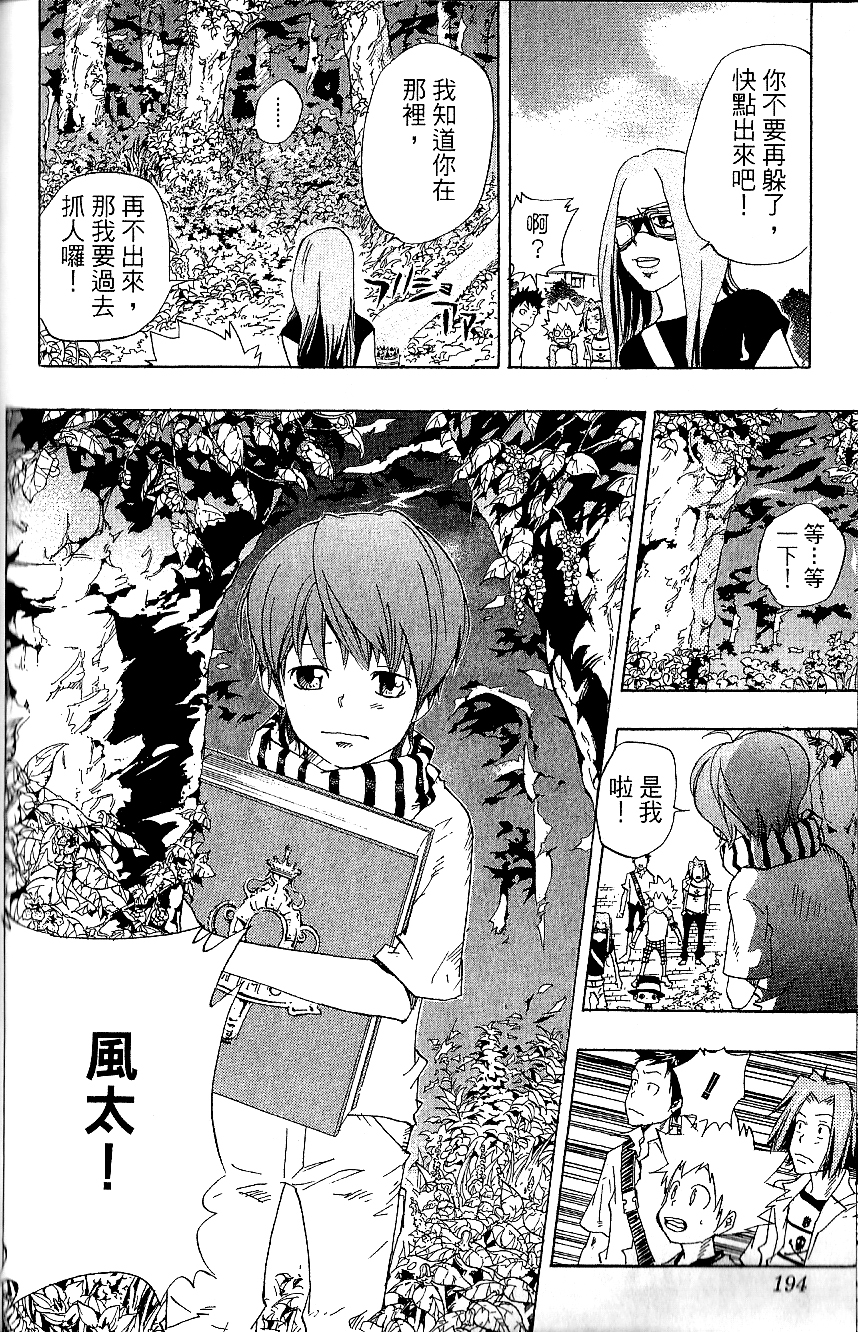 你不要再躲了，
快點出來吧！
啊？
我知道你在
那裡，
……
再不出來，
那我要過去
抓人囉！
等…等
一下！
是我
啦！
！
風太！
194